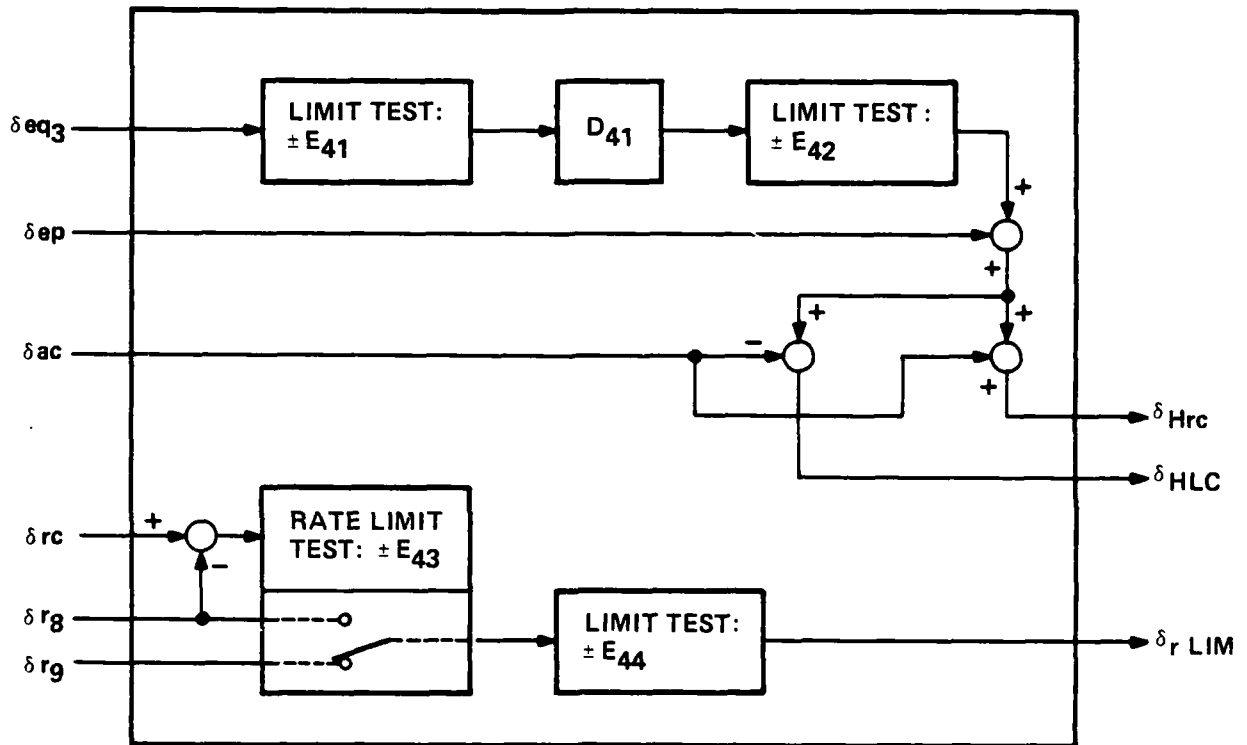 LIMIT TEST:
± E41
D41
LIMIT TEST :
± E42
δeq3
+
δep
+
+
+
δac
-
+
δHrc
δHLC
δrc
+
-
RATE LIMIT
TEST: ± E43
δr8
δr9
LIMIT TEST:
± E44
δr LIM